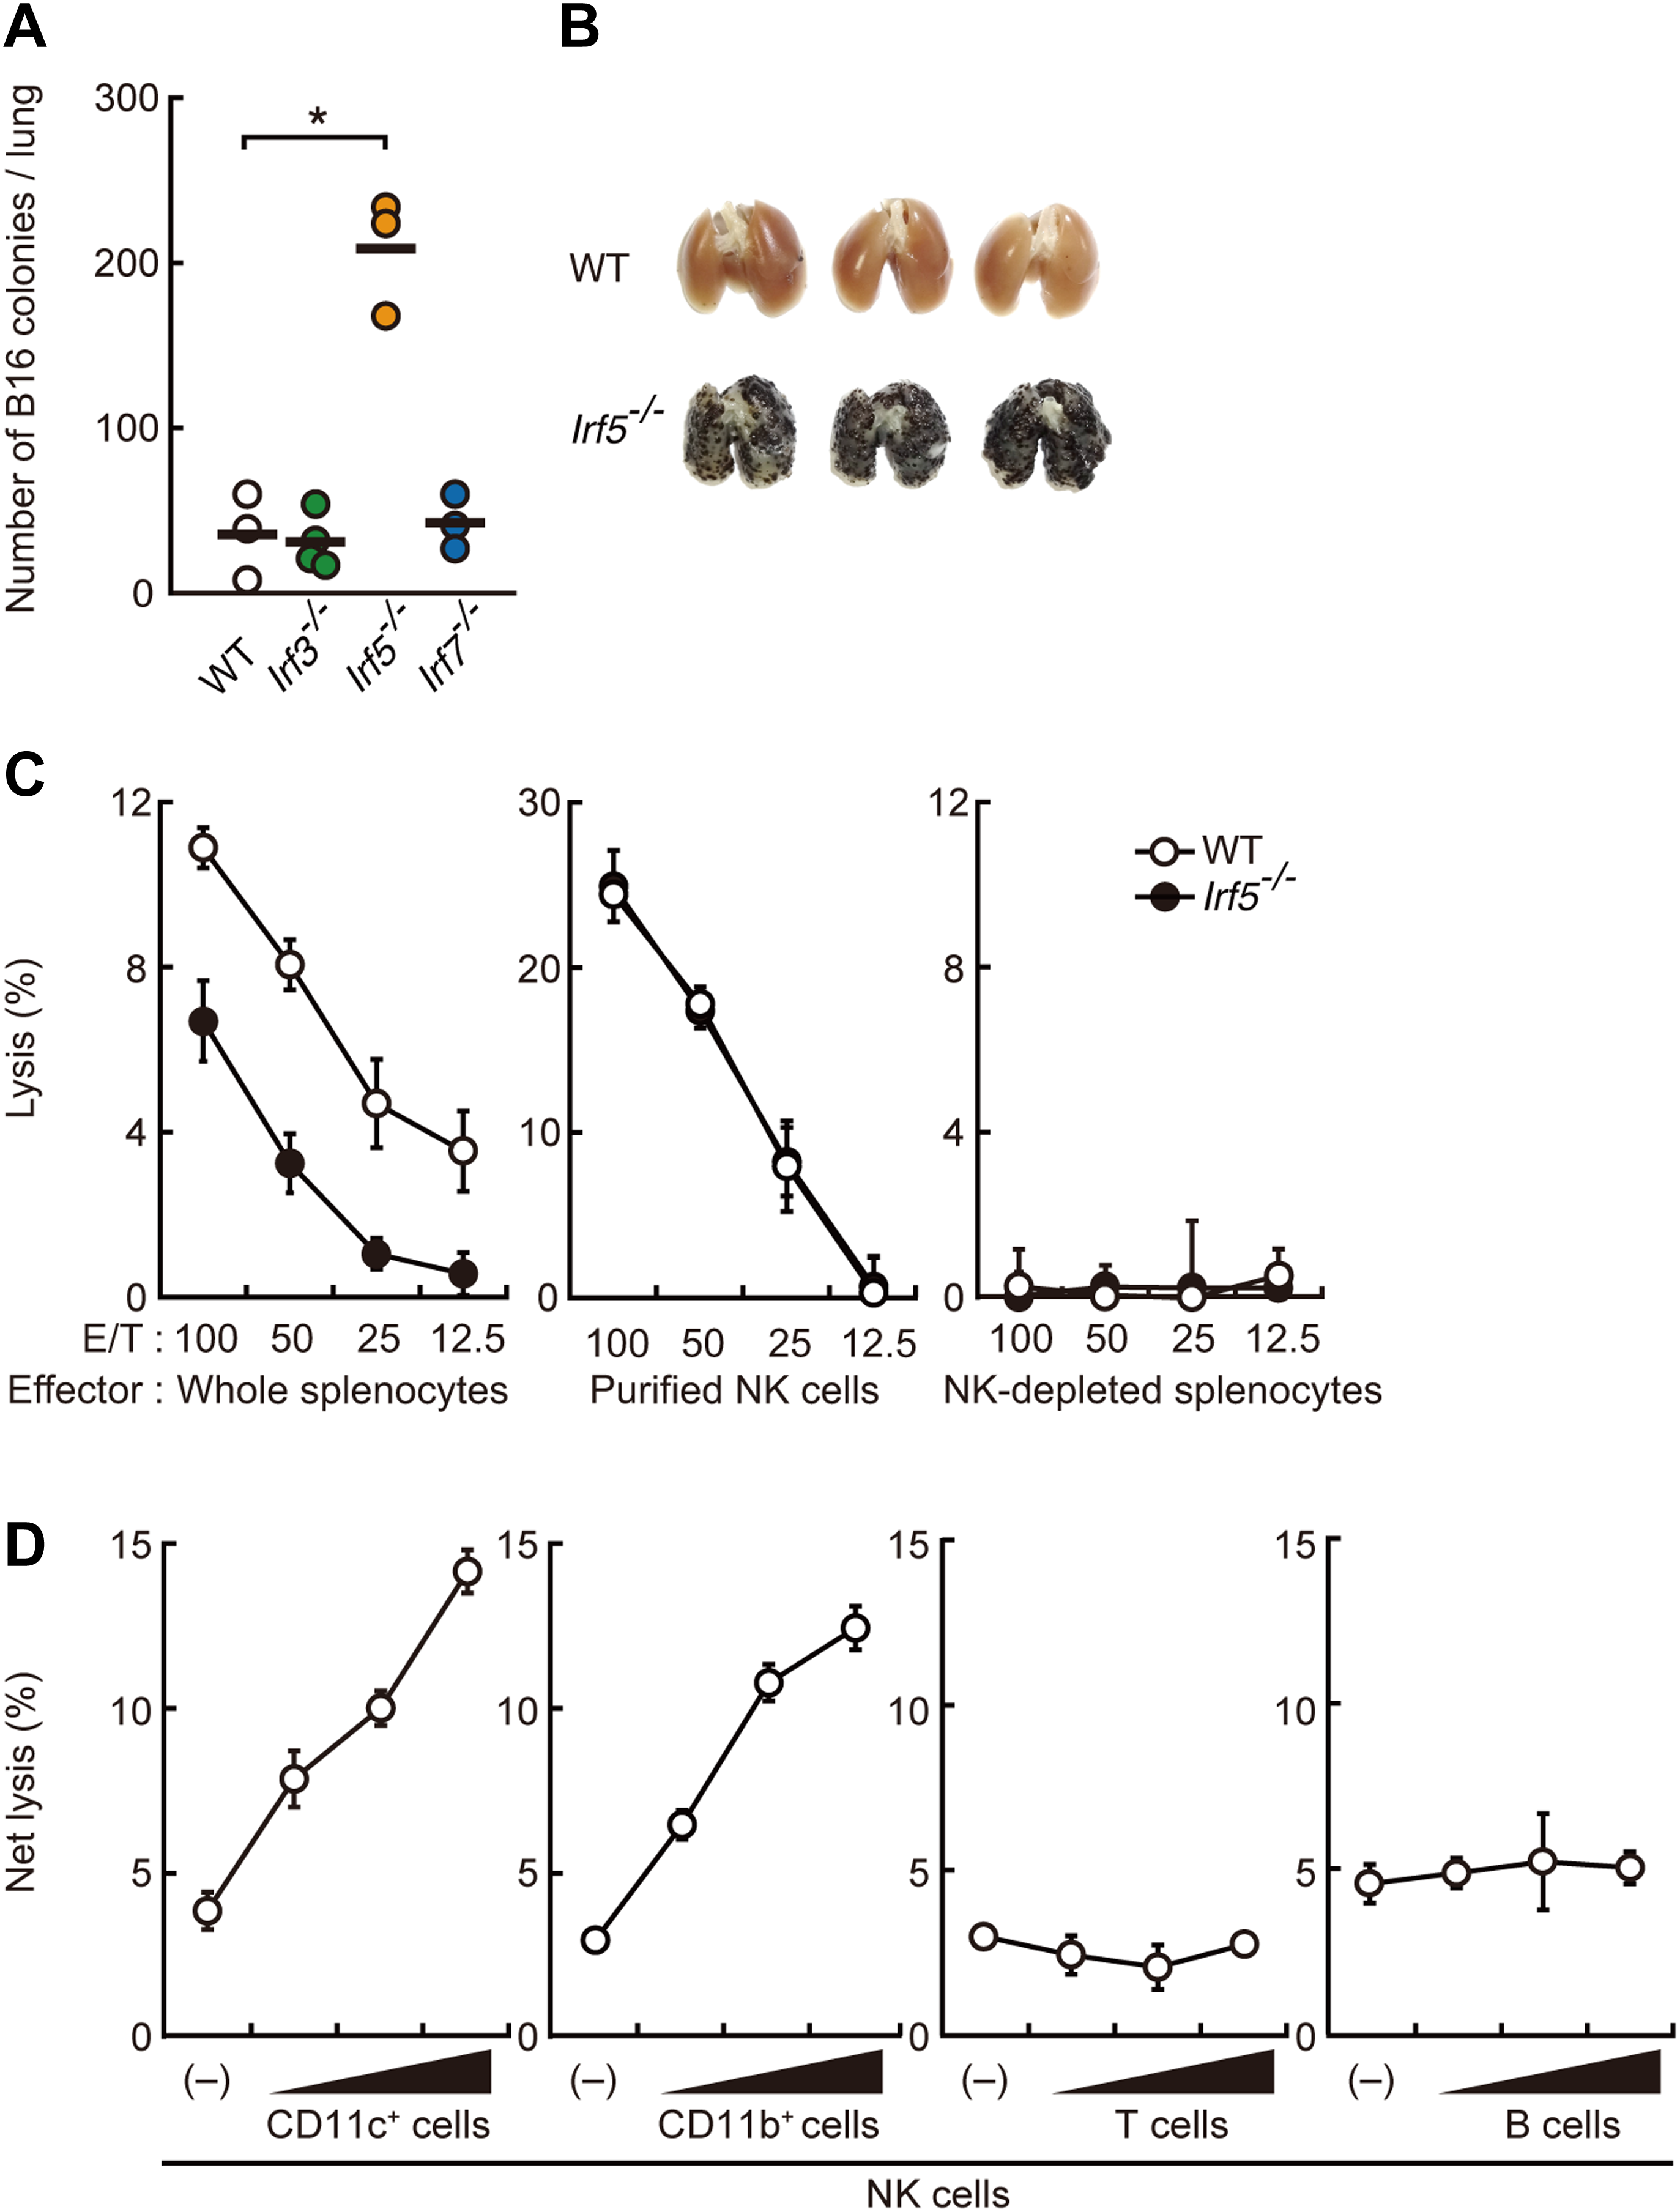 A
B
Number of B16 colonies / lung
300
200
100
0
*
WT
Irf3-/-
Irf5-/-
Irf7-/-
WT
Irf5-/-
C
Lysis (%)
12
8
4
0
30
20
10
0
12
8
4
0
WT
Irf5-/-
E/T : 100 50 25 12.5
100 50 25 12.5
100 50 25 12.5
Effector : Whole splenocytes
Purified NK cells
NK-depleted splenocytes
D
Net lysis (%)
15
10
5
0
15
10
5
0
15
10
5
0
15
10
5
0
(–)
(–)
(–)
(–)
CD11c+ cells
CD11b+ cells
T cells
B cells
NK cells